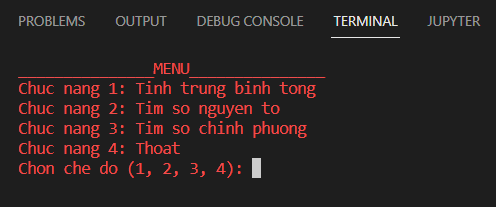 PROBLEMS OUTPUT DEBUG CONSOLE TERMINAL JUPYTER
______________MENU______________
Chuc nang 1: Tinh trung binh tong
Chuc nang 2: Tim so nguyen to
Chuc nang 3: Tim so chinh phuong
Chuc nang 4: Thoat
Chon che do (1, 2, 3, 4):